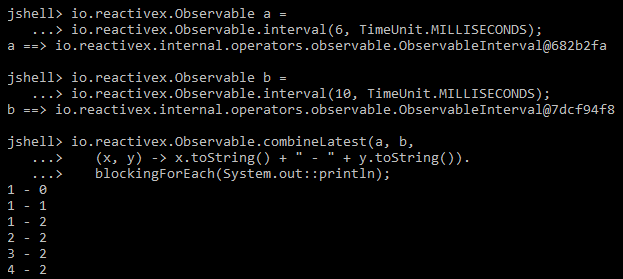 jshell> io.reactivex.Observable a =
...> io.reactivex.Observable.interval(6, TimeUnit.MILLISECONDS);
a ==> io.reactivex.internal.operators.observable.ObservableInterval@682b2fa
jshell> io.reactivex.Observable b =
...> io.reactivex.Observable.interval(10, TimeUnit.MILLISECONDS);
b ==> io.reactivex.internal.operators.observable.ObservableInterval@7dcf94f8
jshell> io.reactivex.Observable.combineLatest(a, b,
...> (x, y) -> x.toString() + " - " + y.toString()).
...> blockingForEach(System.out::println);
1 - 0
1 - 1
1 - 2
2 - 2
3 - 2
4 - 2